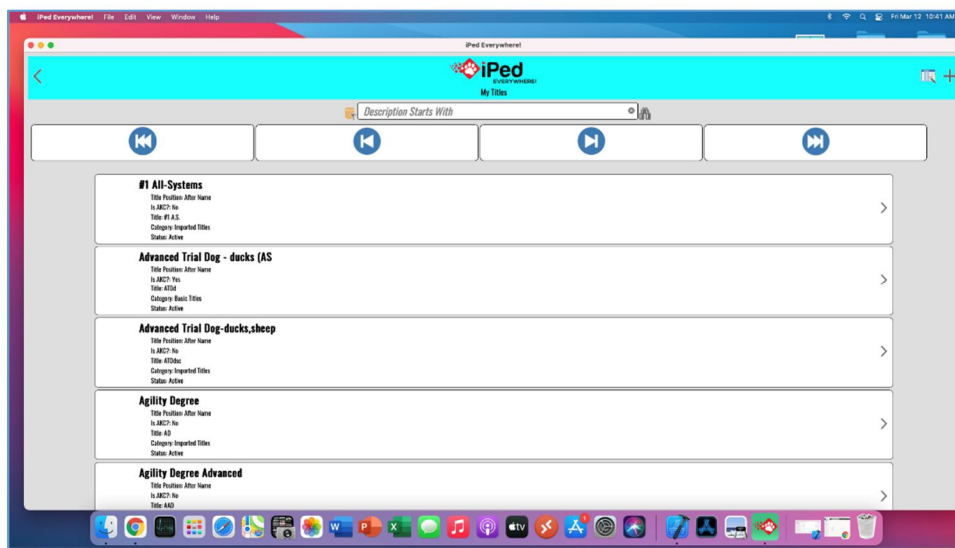 iPed Everywhere! File Edit View Window Help Fri Mar 12 10:41 AM
iPed Everywhere!
iPed
EVERYWHERE!
My Titles
Description Starts With
#1 All-Systems
Title Position: After Name
Is AKC?: No
Title: #1 A.S.
Category: Imported Titles
Status: Active
Advanced Trial Dog - ducks (AS
Title Position: After Name
Is AKC?: Yes
Title: ATDd
Category: Basic Titles
Status: Active
Advanced Trial Dog-ducks,sheep
Title Position: After Name
Is AKC?: No
Title: ATDdsc
Category: Imported Titles
Status: Active
Agility Degree
Title Position: After Name
Is AKC?: No
Title: AD
Category: Imported Titles
Status: Active
Agility Degree Advanced
Title Position: After Name
Is AKC?: No
Title: AAD
tv